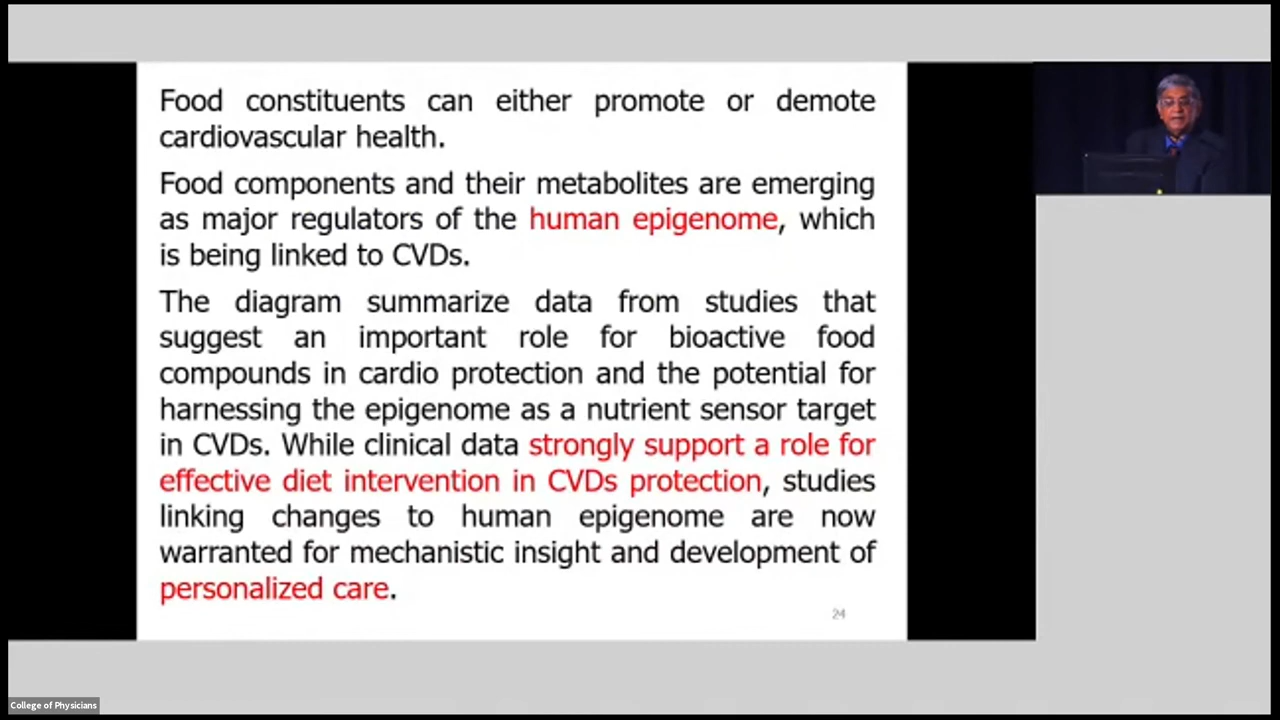 Food constituents can either promote or demote
cardiovascular health.
Food components and their metabolites are emerging
as major regulators of the human epigenome, which
is being linked to CVDs.
The diagram summarize data from studies that
suggest an important role for bioactive food
compounds in cardio protection and the potential for
harnessing the epigenome as a nutrient sensor target
in CVDs. While clinical data strongly support a role for
effective diet intervention in CVDs protection, studies
linking changes to human epigenome are now
warranted for mechanistic insight and development of
personalized care.
24
College of Physicians